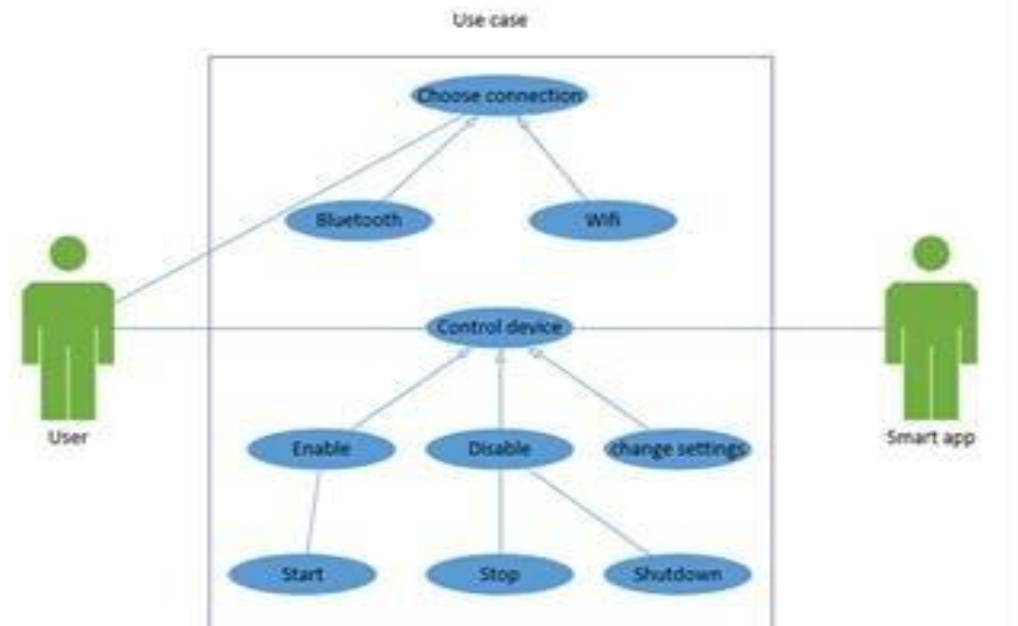 Use case
Choose connection
Bluetooth
Wifi
Control device
User
Smart app
Enable
Disable
change settings
Start
Stop
Shutdown